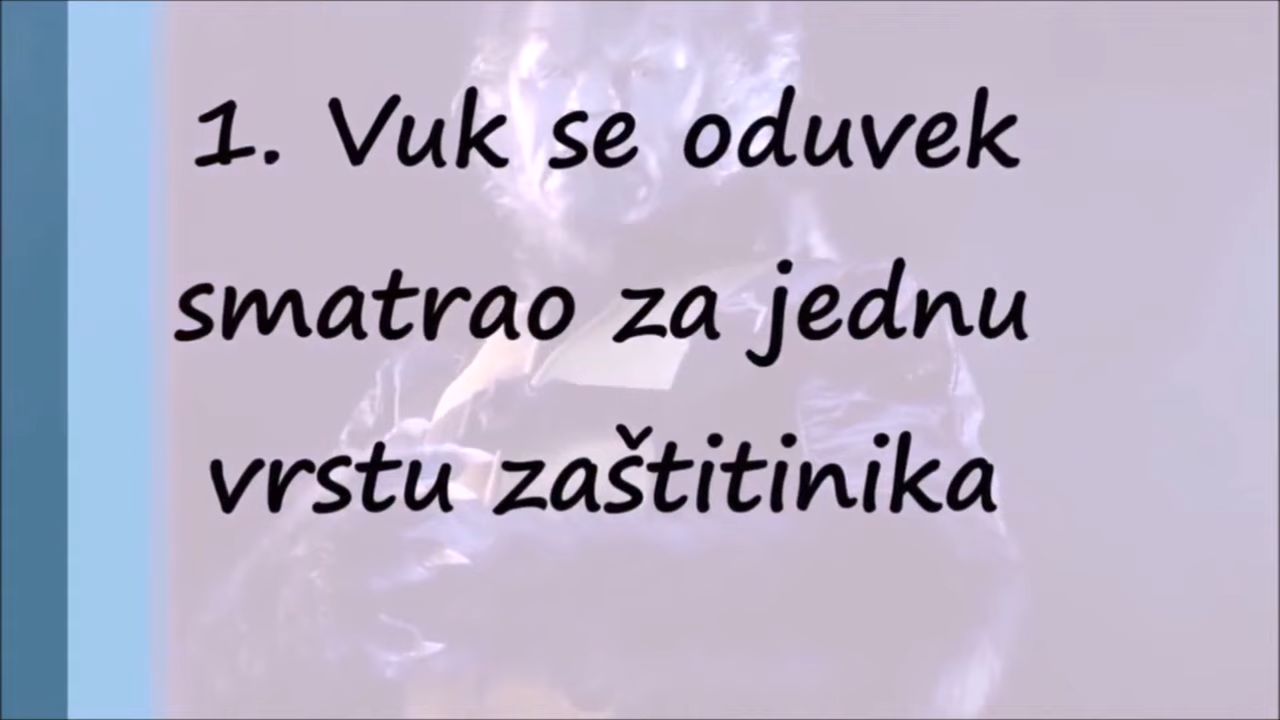 1. Vuk se oduvek
smatrao za jednu
vrstu zaštitinika